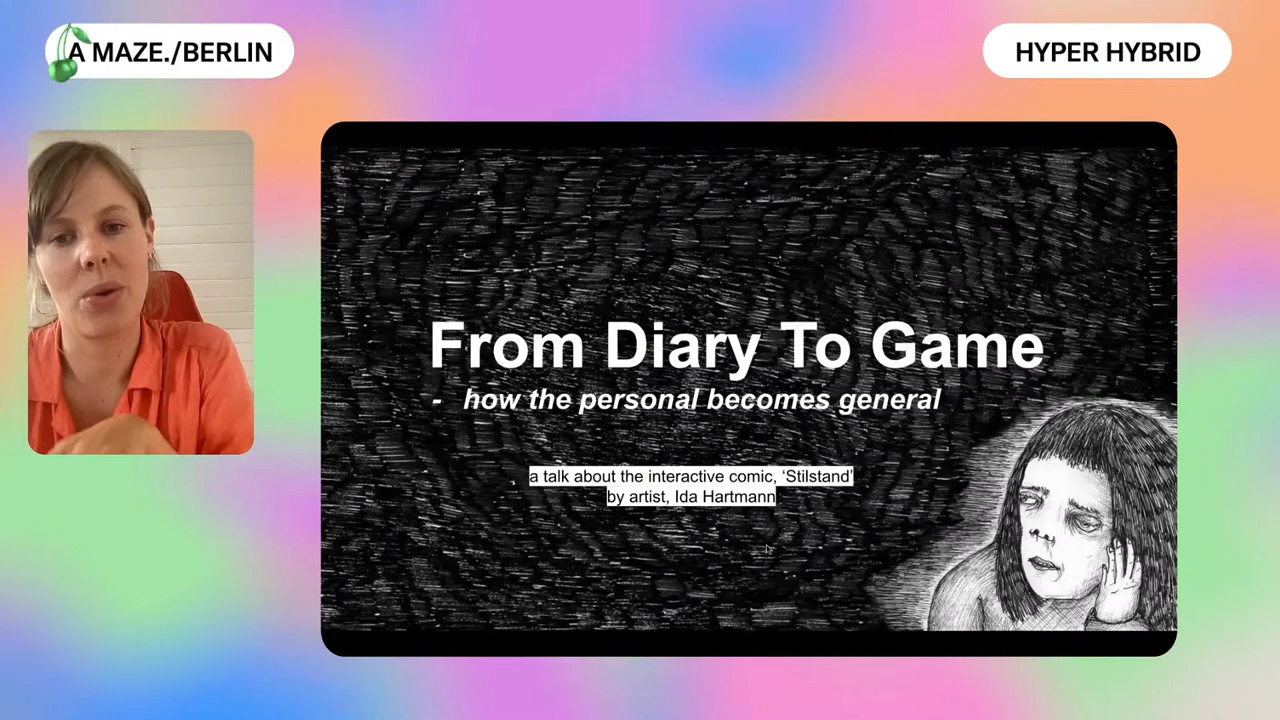 A MAZE./BERLIN
HYPER HYBRID
From Diary To Game
- how the personal becomes general
a talk about the interactive comic, ‘Stilstand’
by artist, Ida Hartmann